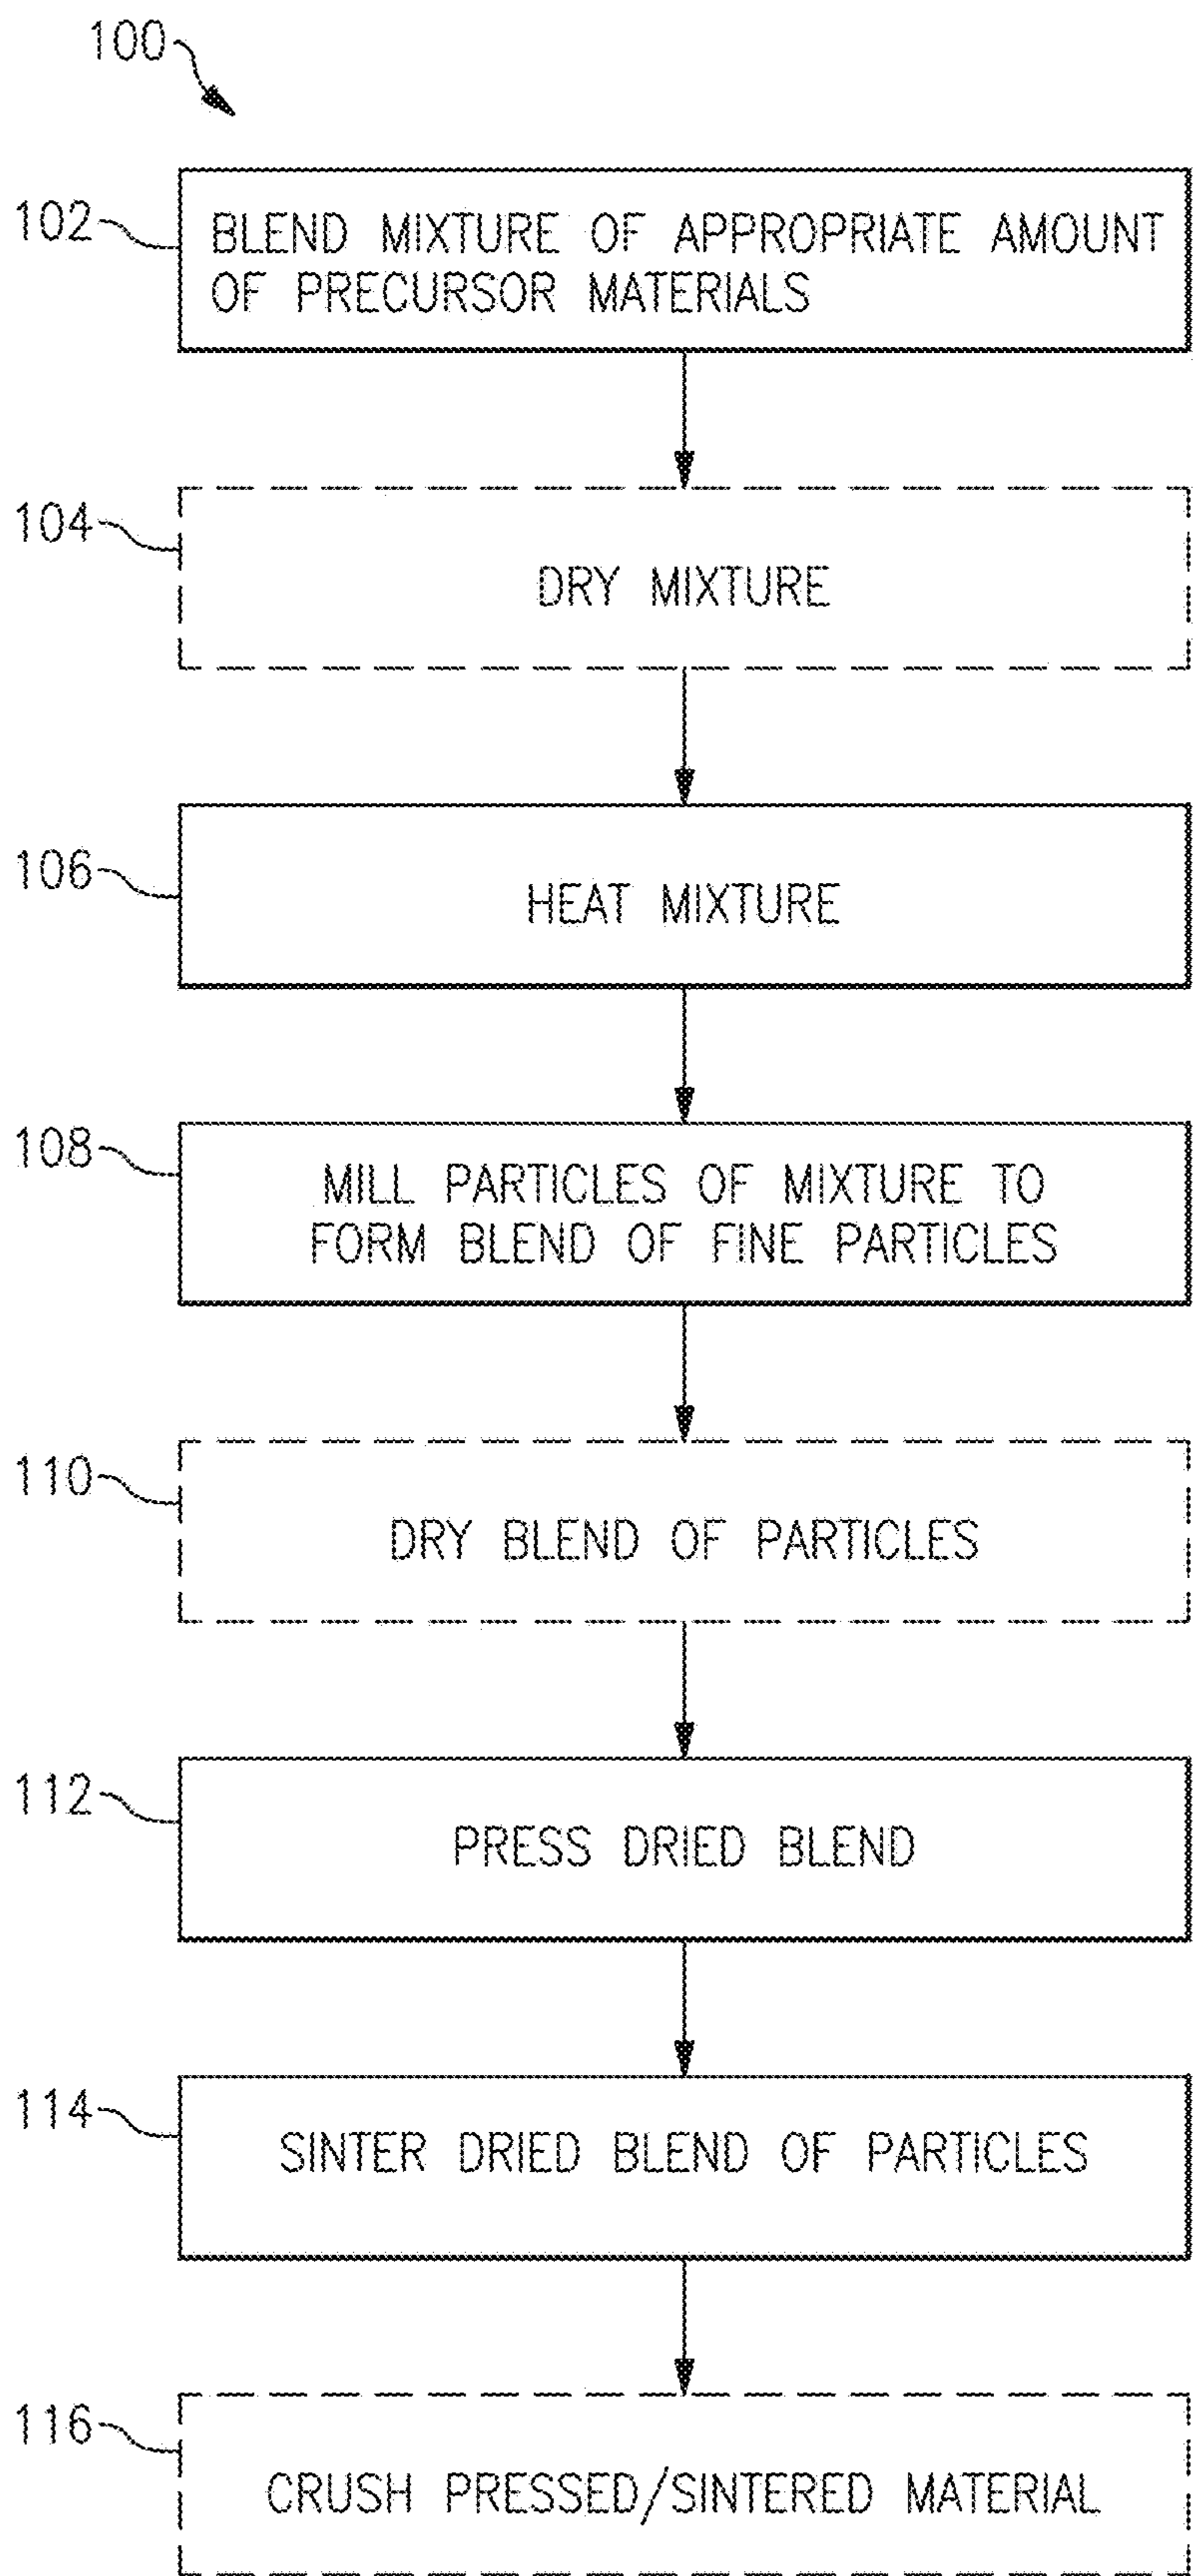 100
102
BLEND MIXTURE OF APPROPRIATE AMOUNT
OF PRECURSOR MATERIALS
104
DRY MIXTURE
106
HEAT MIXTURE
108
MILL PARTICLES OF MIXTURE TO
FORM BLEND OF FINE PARTICLES
110
DRY BLEND OF PARTICLES
112
PRESS DRIED BLEND
114
SINTER DRIED BLEND OF PARTICLES
116
CRUSH PRESSED/SINTERED MATERIAL